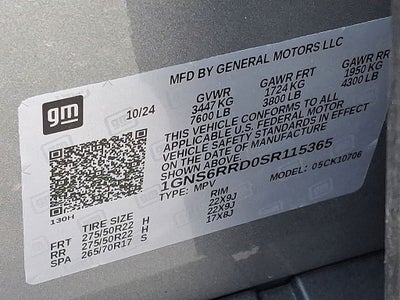 gm
10/24
MFD BY GENERAL MOTORS LLC
GVWR GAWR FRT GAWR RR
3447 KG 1724 KG 1950 KG
7600 LB 3800 LB 4300 LB
THIS VEHICLE CONFORMS TO ALL
APPLICABLE U.S. FEDERAL MOTOR
VEHICLE SAFETY STANDARDS IN EFFECT
ON THE DATE OF MANUFACTURE
1GNS6RRD0SR115365
TYPE: MPV MODEL: 05CK10706
130H
TIRE SIZE RIM
FRT 275/50R22 H 22X9J
RR 275/50R22 H 22X9J
SPA 265/70R17 S 17X8J